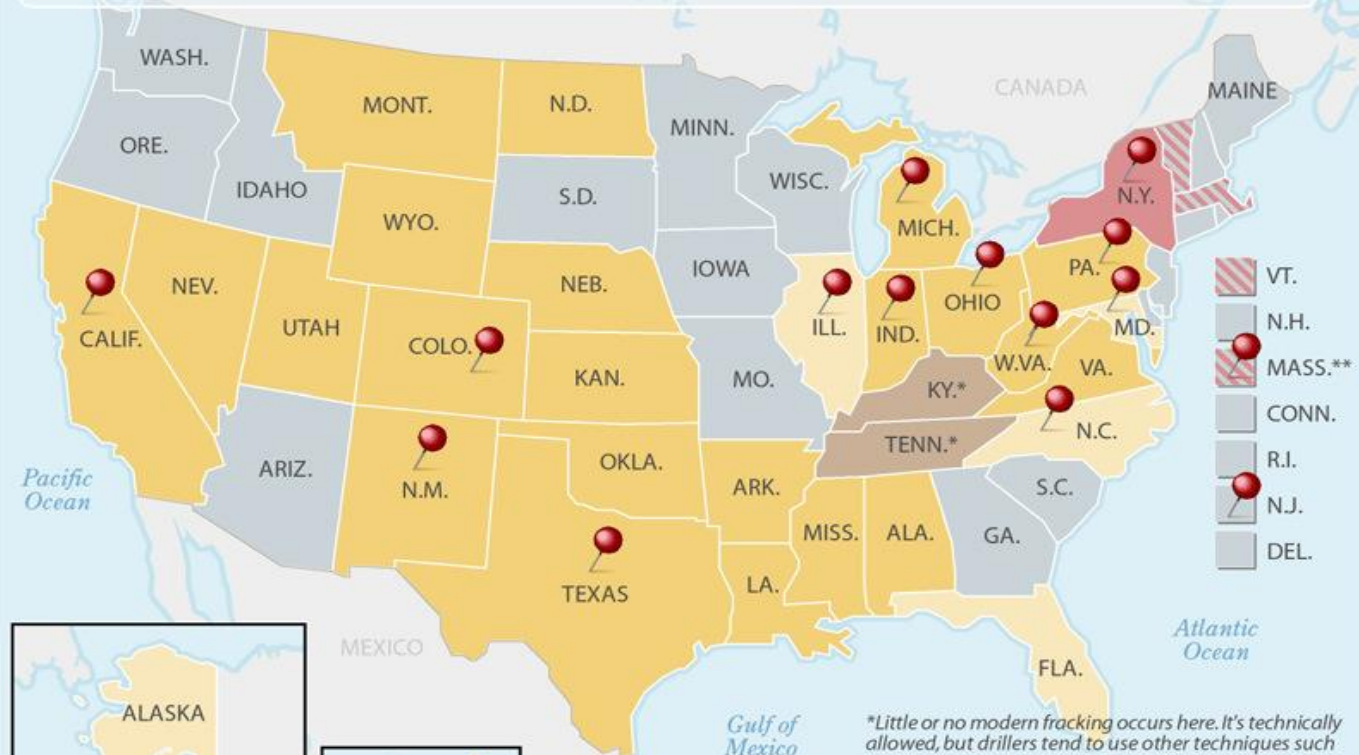 WASH.
MONT.
N.D.
MINN.
CANADA
MAINE
ORE.
IDAHO
WYO.
S.D.
WISC.
MICH.
N.Y.
CALIF.
NEV.
UTAH
COLO.
NEB.
IOWA
KAN.
MO.
ILL.
IND.
OHIO
PA.
MD.
W.VA.
VA.
KY.*
TENN.*
N.C.
S.C.
ARIZ.
N.M.
OKLA.
ARK.
MISS.
ALA.
GA.
TEXAS
LA.
FLA.
VT.
N.H.
MASS.**
CONN.
R.I.
N.J.
DEL.
Pacific
Ocean
MEXICO
Atlantic
Ocean
ALASKA
Gulf of
Mexico
*Little or no modern fracking occurs here. It's technically
allowed, but drillers tend to use other techniques such